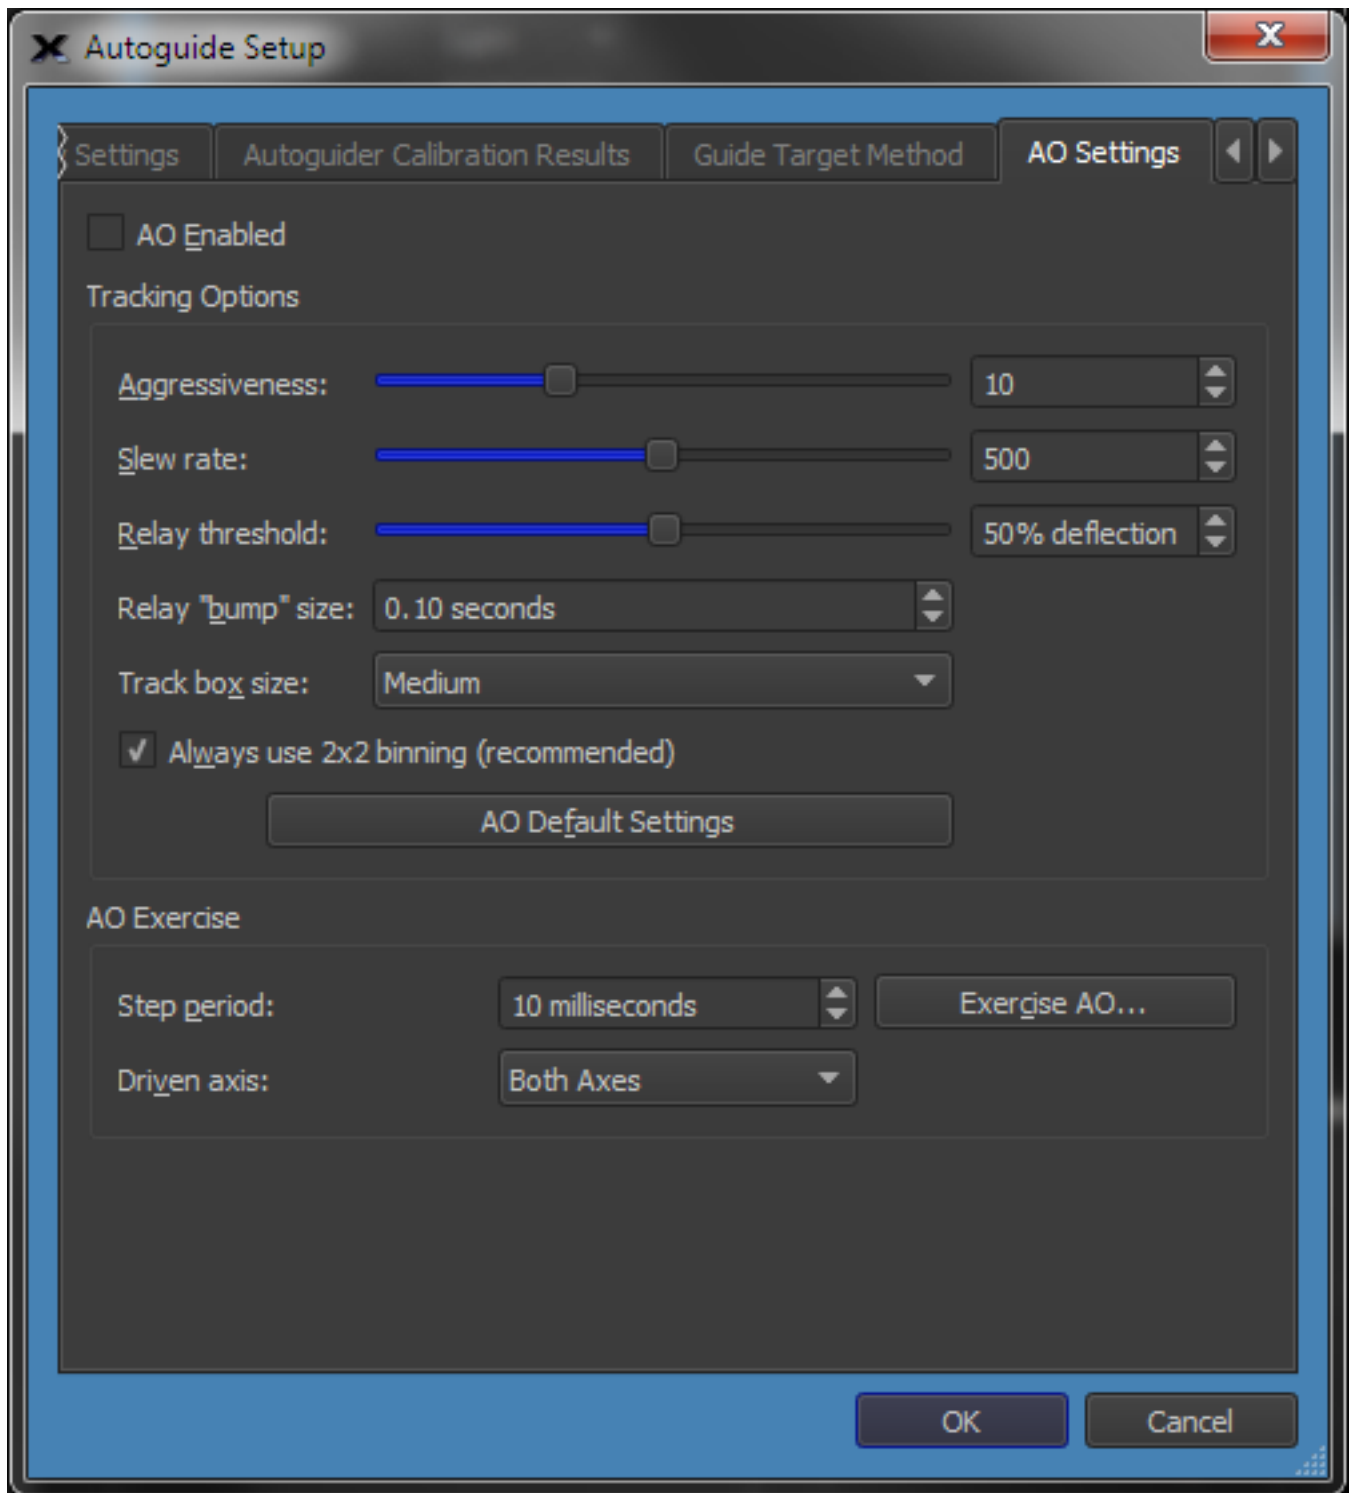 Autoguide Setup
Settings Autoguider Calibration Results Guide Target Method AO Settings
AO Enabled
Tracking Options
Aggressiveness: 10
Slew rate: 500
Relay threshold: 50% deflection
Relay "bump" size: 0.10 seconds
Track box size: Medium
Always use 2x2 binning (recommended)
AO Default Settings
AO Exercise
Step period: 10 milliseconds Exercise AO...
Driven axis: Both Axes
OK Cancel